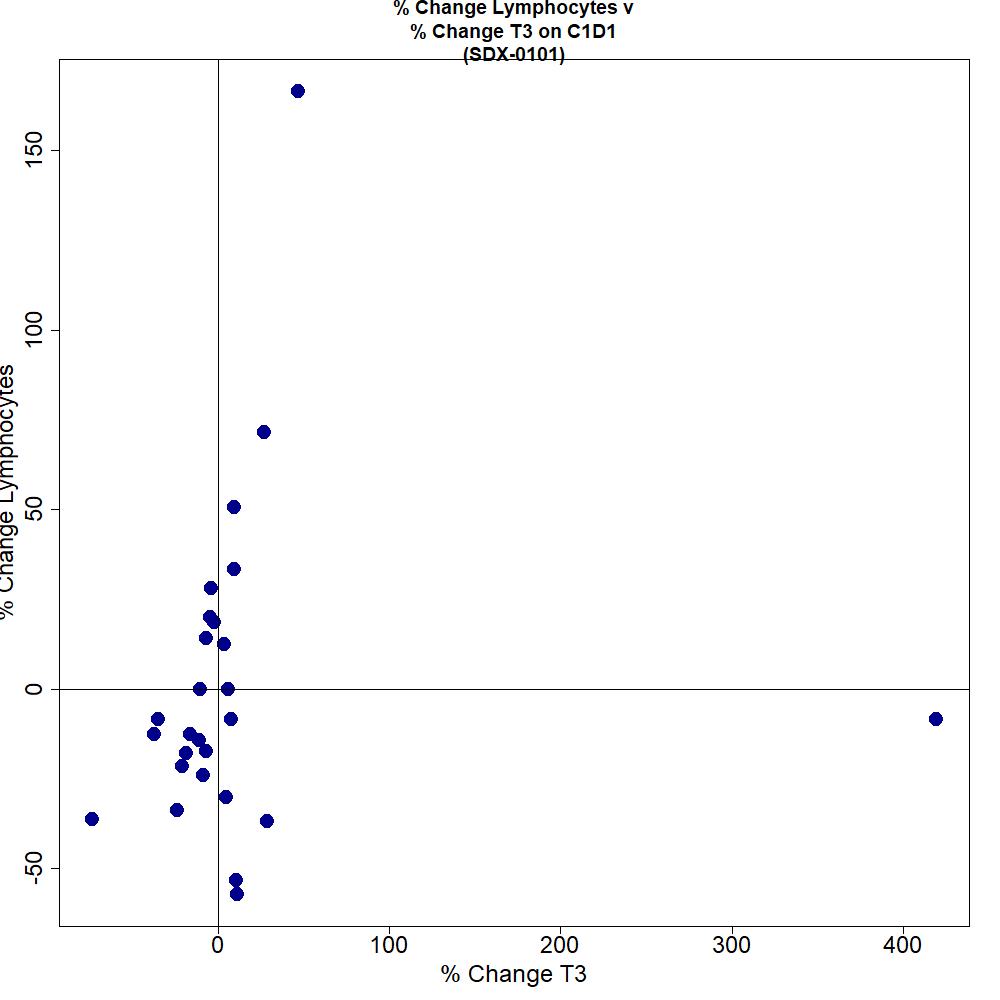 % Change Lymphocytes v
% Change T3 on C1D1
(SDX-0101)
150
100
50
0
-50
% Change Lymphocytes
0 100 200 300 400
% Change T3